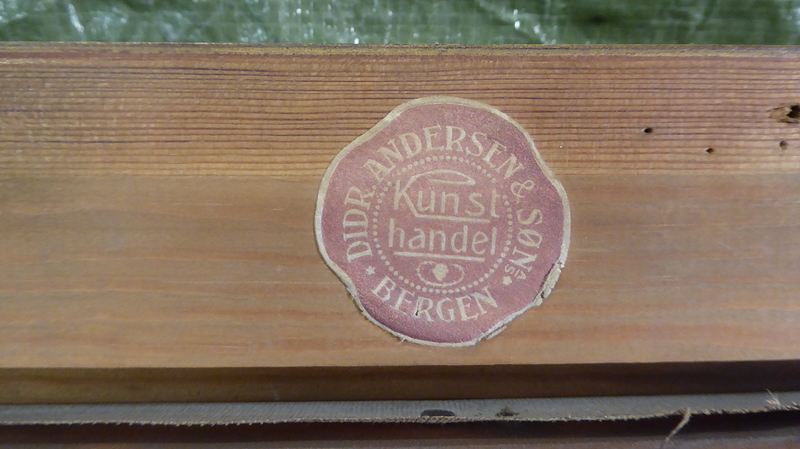 DIDR. ANDERSEN & SØN A/S
Kunst
handel
BERGEN